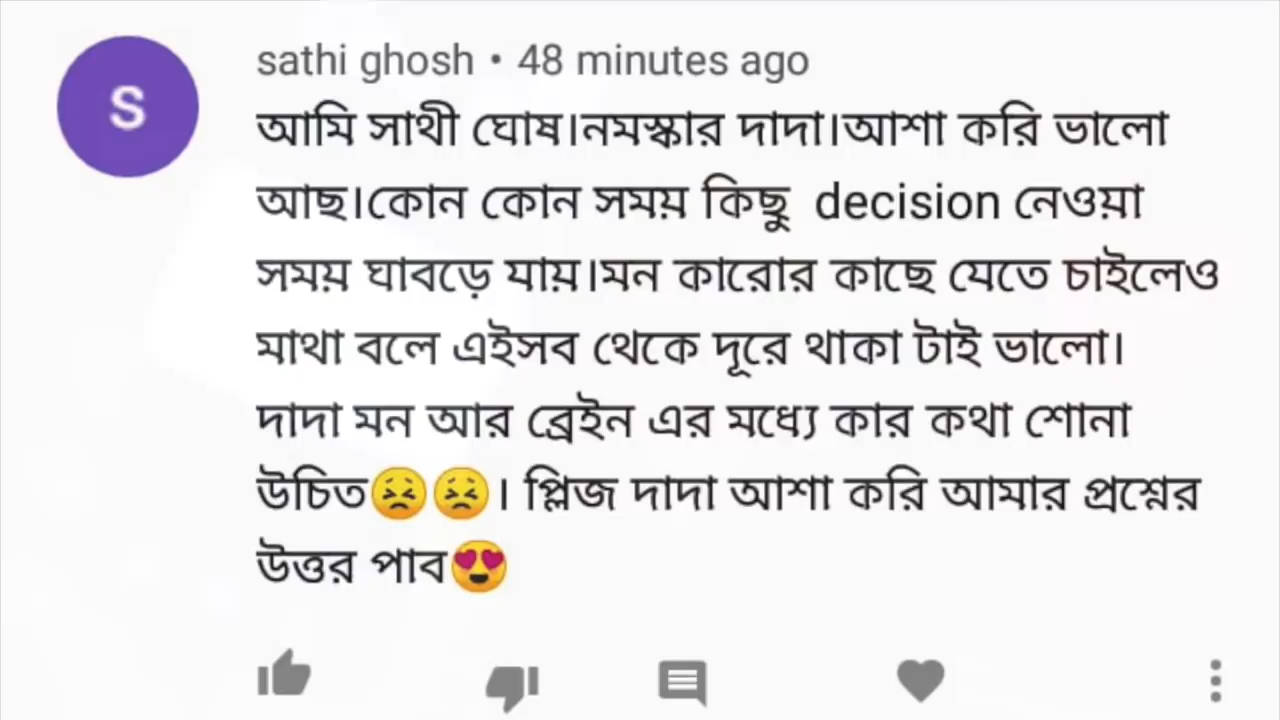 S
sathi ghosh • 48 minutes ago
আমি সাথী ঘোষ।নমস্কার দাদা।আশা করি ভালো
আছ।কোন কোন সময় কিছু decision নেওয়া
সময় ঘাবড়ে যায়।মন কারোর কাছে যেতে চাইলেও
মাথা বলে এইসব থেকে দূরে থাকা টাই ভালো।
দাদা মন আর ব্রেইন এর মধ্যে কার কথা শোনা
উচিত😣😣। প্লিজ দাদা আশা করি আমার প্রশ্নের
উত্তর পাব😍